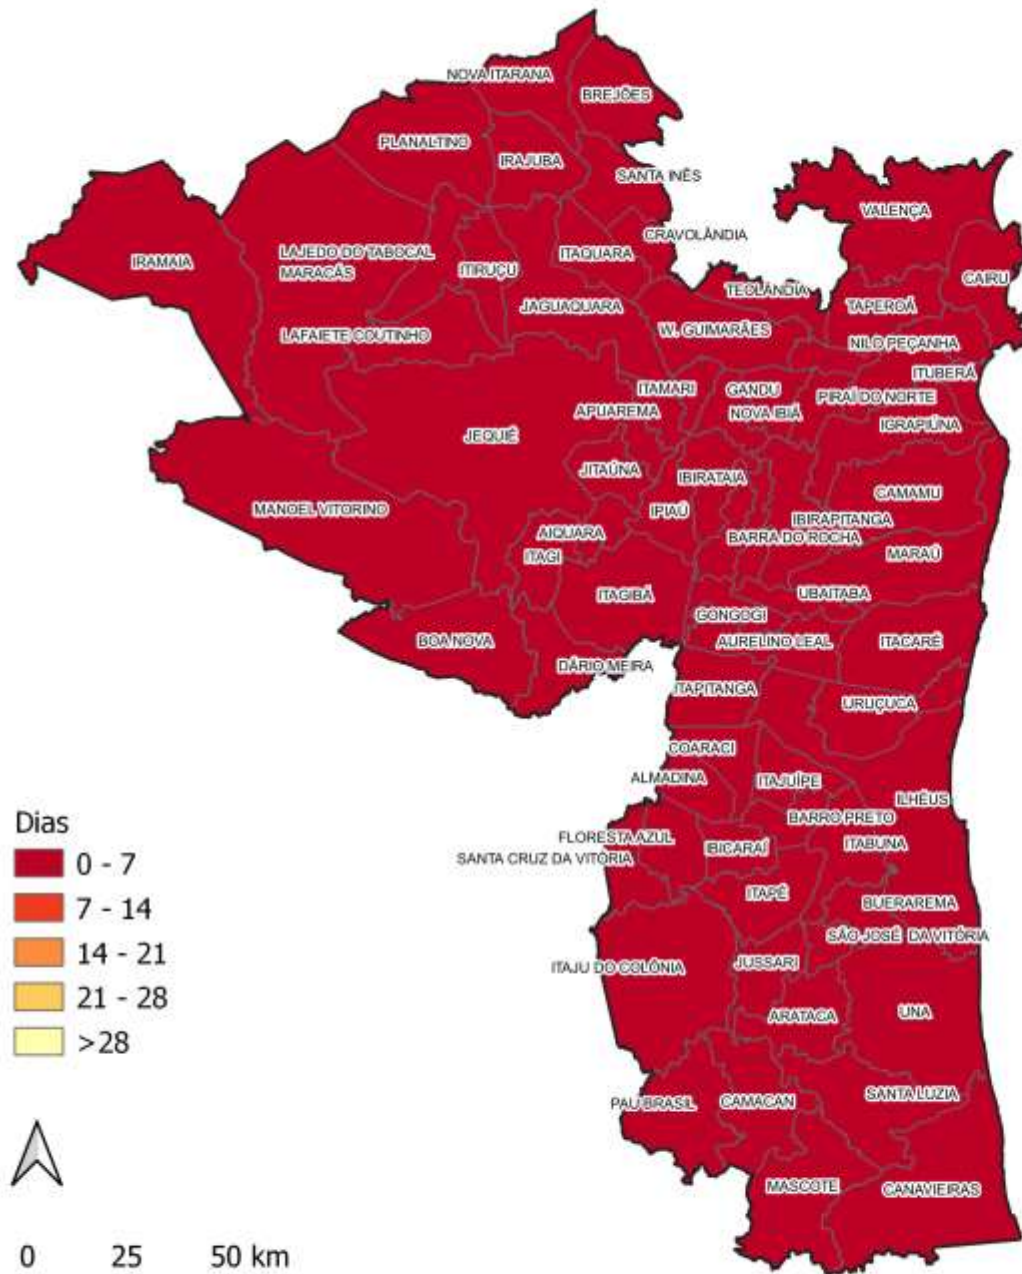 NOVA ITARANA
BREJÕES
PLANALTINO
IRAJUBA
SANTA INÊS
VALENÇA
CRAVOLÂNDIA
LAJEDO DO TABOCAL
ITAQUARA
IRAMAIA
MARACÁS
ITIRUÇU
CAIRU
TEOLÂNDIA
JAGUAQUARA
TAPEROÁ
W. GUIMARÃES
LAFAIETE COUTINHO
NILO PEÇANHA
ITUBERÁ
ITAMARI
GANDU
PIRAÍ DO NORTE
APUAREMA
NOVA IBIÁ
IGRAPIÚNA
JEQUIÉ
JITAÚNA
IBIRATAIA
CAMAMU
MANOEL VITORINO
IPIAÚ
IBIRAPITANGA
AIQUARA
BARRA DO ROCHA
ITAGI
MARAÚ
ITAGIBÁ
UBAITABA
GONGOGI
BOA NOVA
AURELINO LEAL
ITACARÉ
DÁRIO MEIRA
ITAPITANGA
URUÇUCA
COARACI
ALMADINA
ITAJUÍPE
ILHÉUS
BARRO PRETO
FLORESTA AZUL
IBICARAÍ
ITABUNA
SANTA CRUZ DA VITÓRIA
ITAPÉ
BUERAREMA
SÃO JOSÉ DA VITÓRIA
ITAJU DO COLÔNIA
JUSSARI
ARATACA
UNA
PAU BRASIL
CAMACAN
SANTA LUZIA
MASCOTE
CANAVIEIRAS
Dias
0 - 7
7 - 14
14 - 21
21 - 28
>28
0 25 50 km